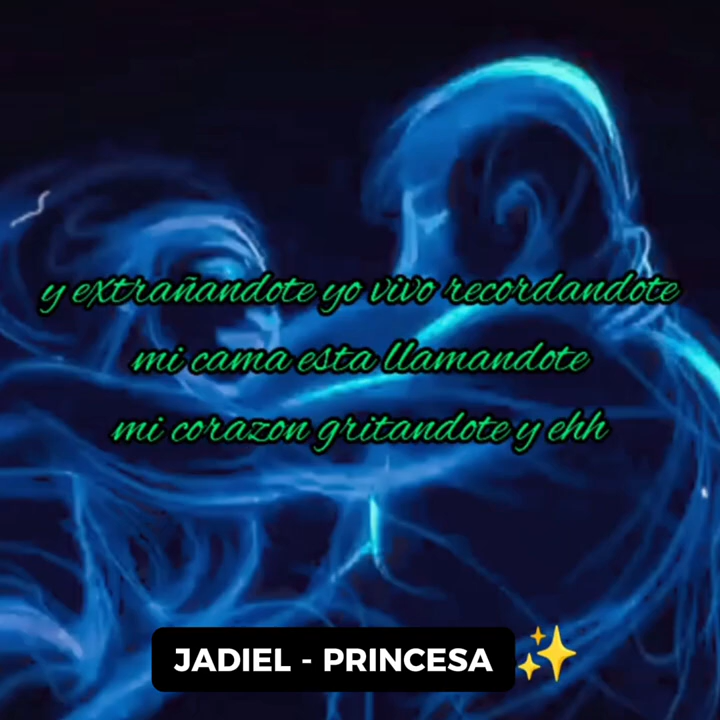 y extrañandote yo vivo recordandote
mi cama esta llamandote
mi corazon gritandote y ehh
JADIEL - PRINCESA ✨